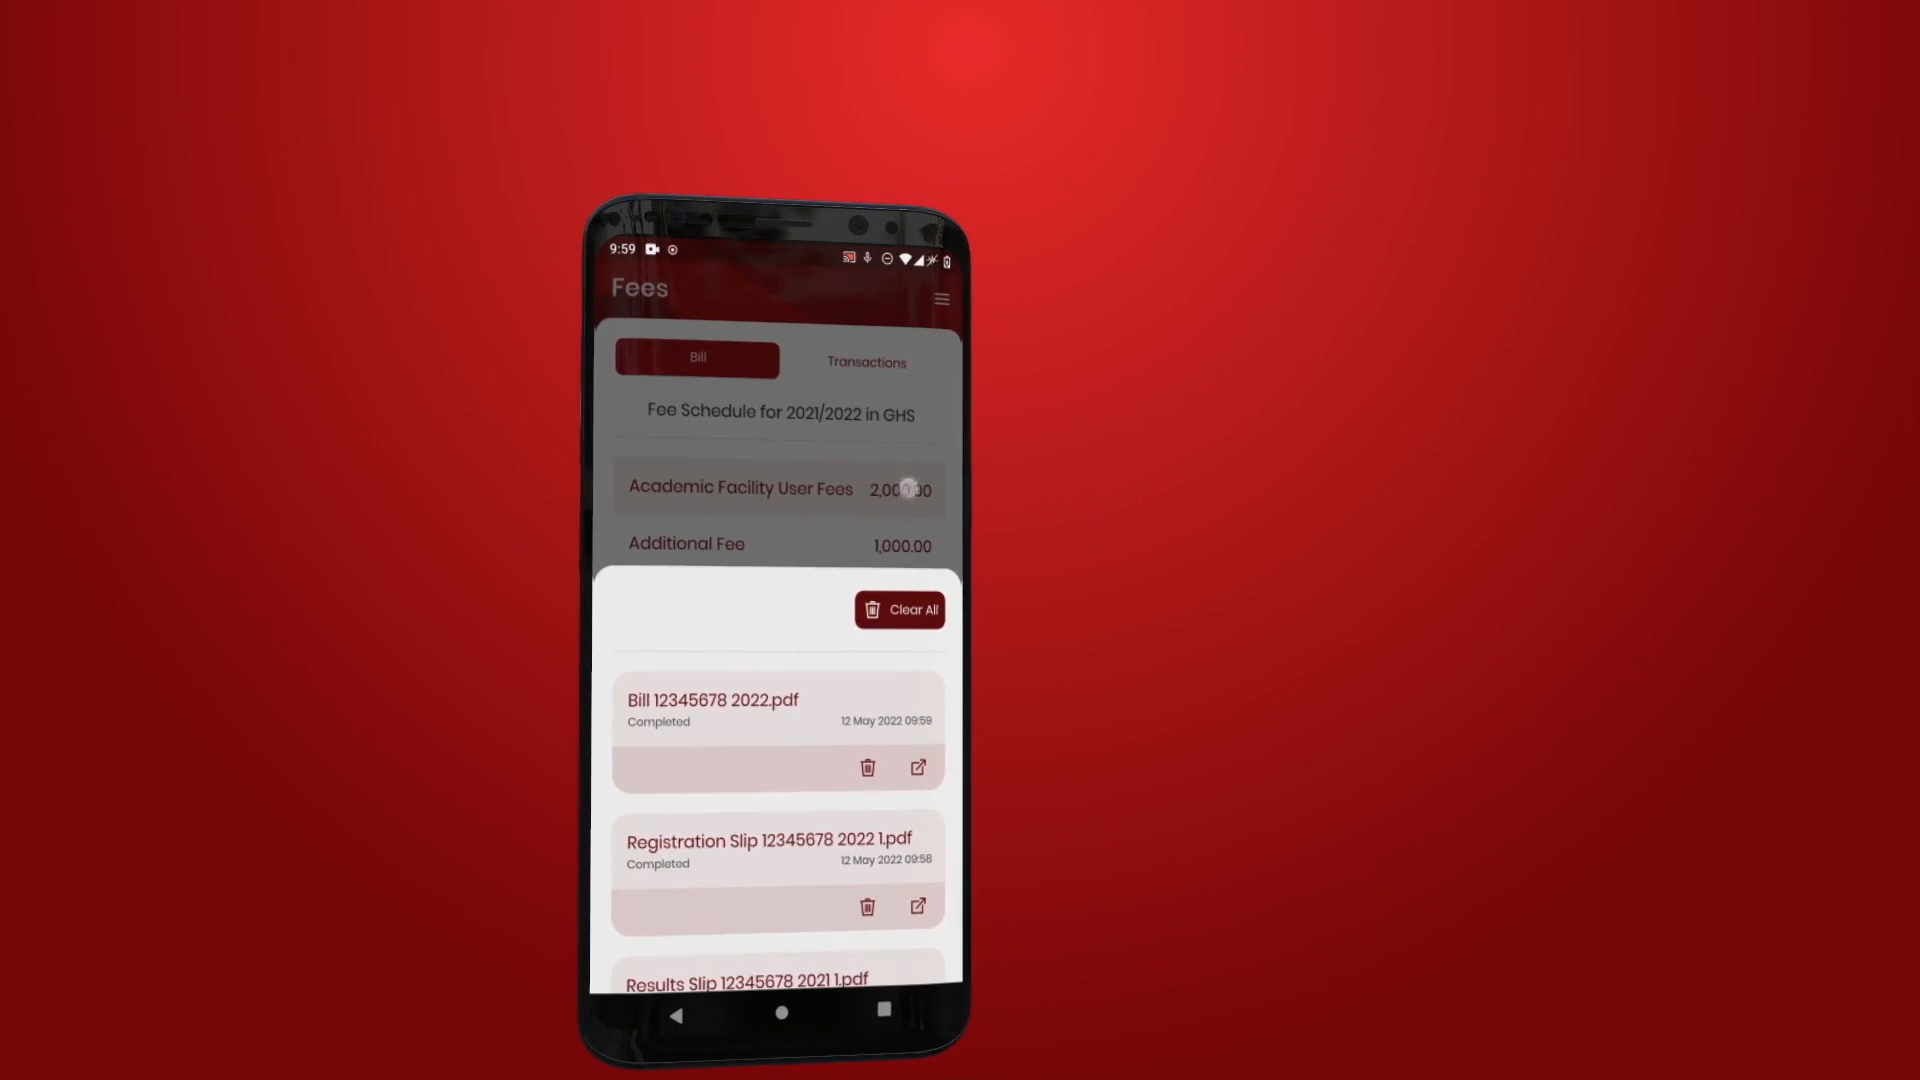 9:59
Fees
Bill Transactions
Fee Schedule for 2021/2022 in GHS
Academic Facility User Fees 2,000.00
Additional Fee 1,000.00
Clear All
Bill 12345678 2022.pdf
Completed 12 May 2022 09:59
Registration Slip 12345678 2022 1.pdf
Completed 12 May 2022 09:58
Results Slip 12345678 2021 1.pdf